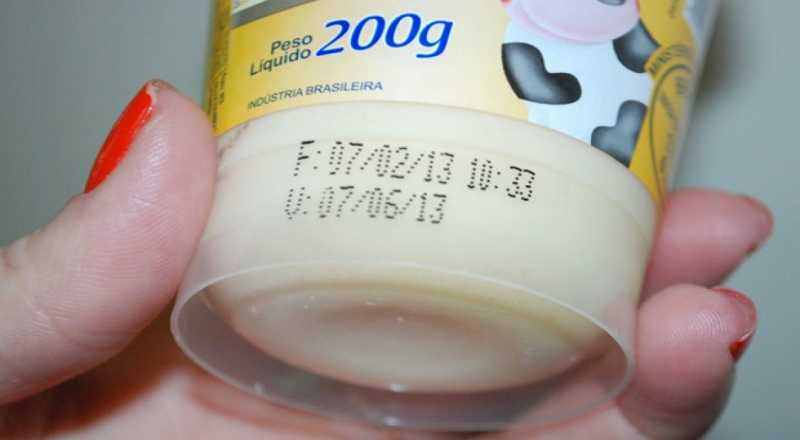 Peso
Líquido 200g
INDÚSTRIA BRASILEIRA
F: 07/02/13 10:33
V: 07/06/13